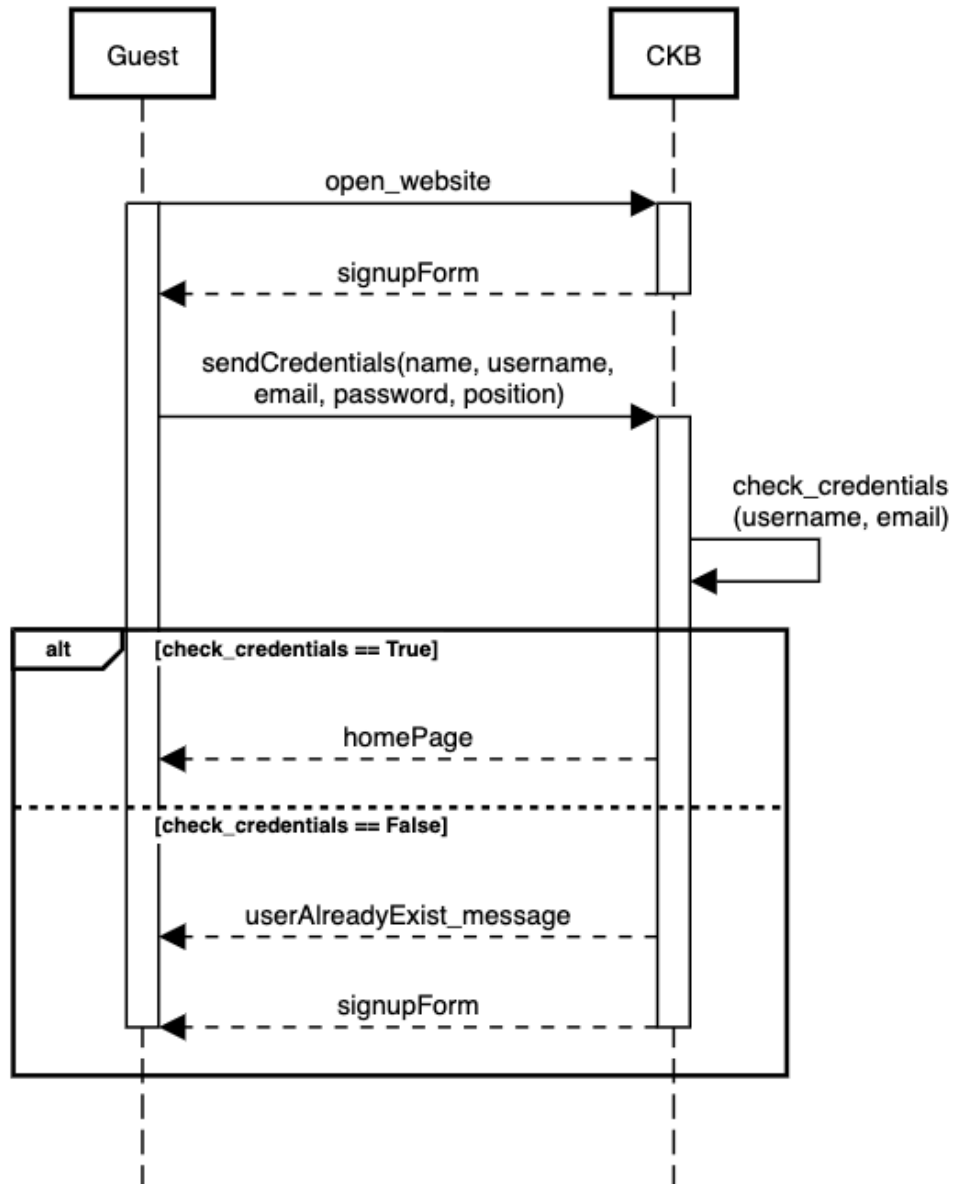 Guest
CKB
open_website
signupForm
sendCredentials(name, username,
email, password, position)
check_credentials
(username, email)
alt
[check_credentials == True]
homePage
[check_credentials == False]
userAlreadyExist_message
signupForm